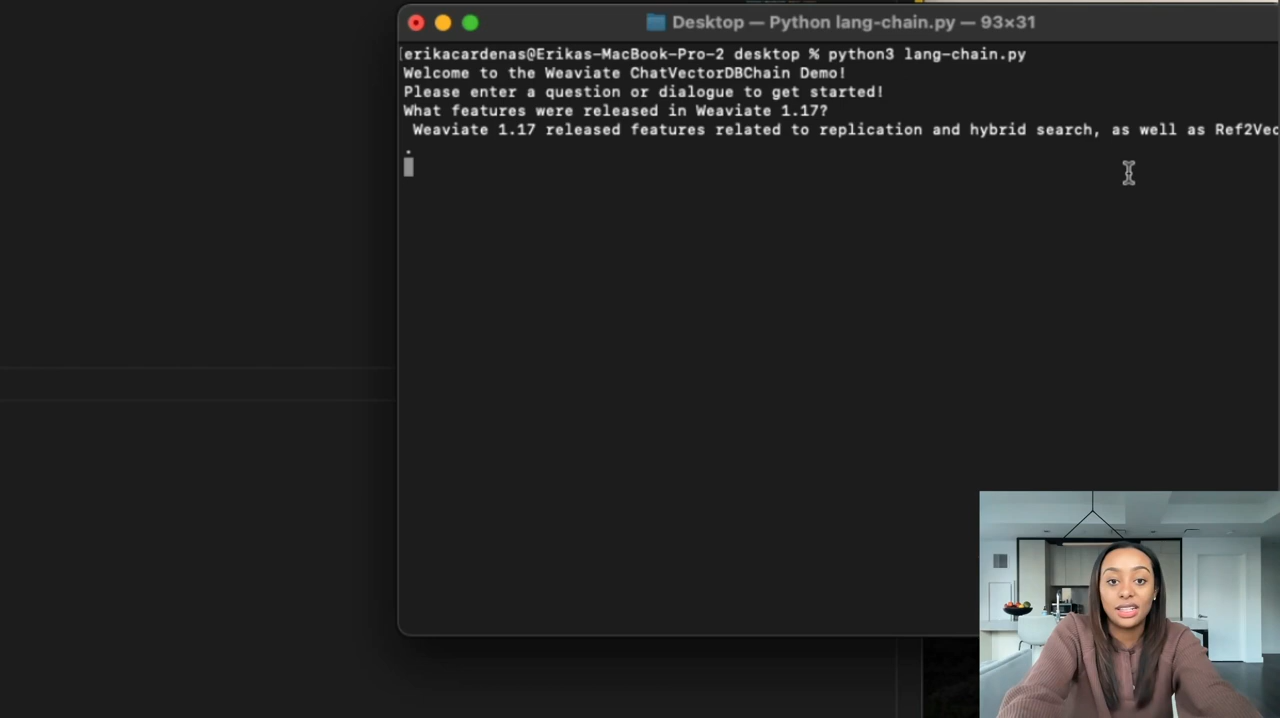 Desktop — Python lang-chain.py — 93×31
[erikacardenas@Erikas-MacBook-Pro-2 desktop % python3 lang-chain.py
Welcome to the Weaviate ChatVectorDBChain Demo!
Please enter a question or dialogue to get started!
What features were released in Weaviate 1.17?
Weaviate 1.17 released features related to replication and hybrid search, as well as Ref2Vec
.